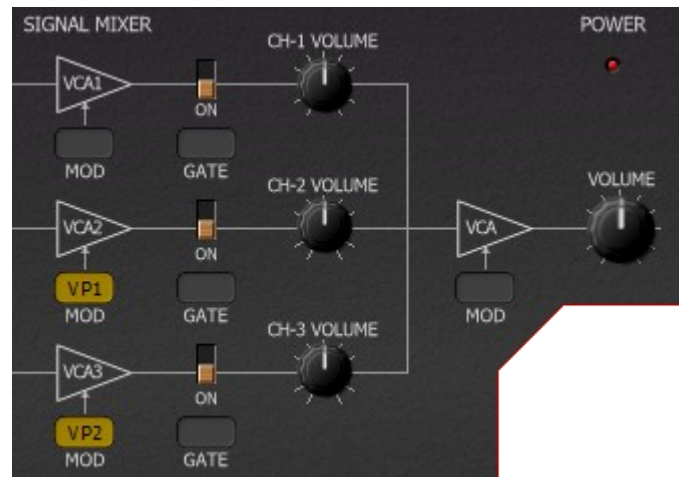 SIGNAL MIXER
POWER
CH-1 VOLUME
VCA1
ON
MOD
GATE
CH-2 VOLUME
VOLUME
VCA2
VCA
ON
VP1
MOD
GATE
MOD
CH-3 VOLUME
VCA3
ON
VP2
MOD
GATE